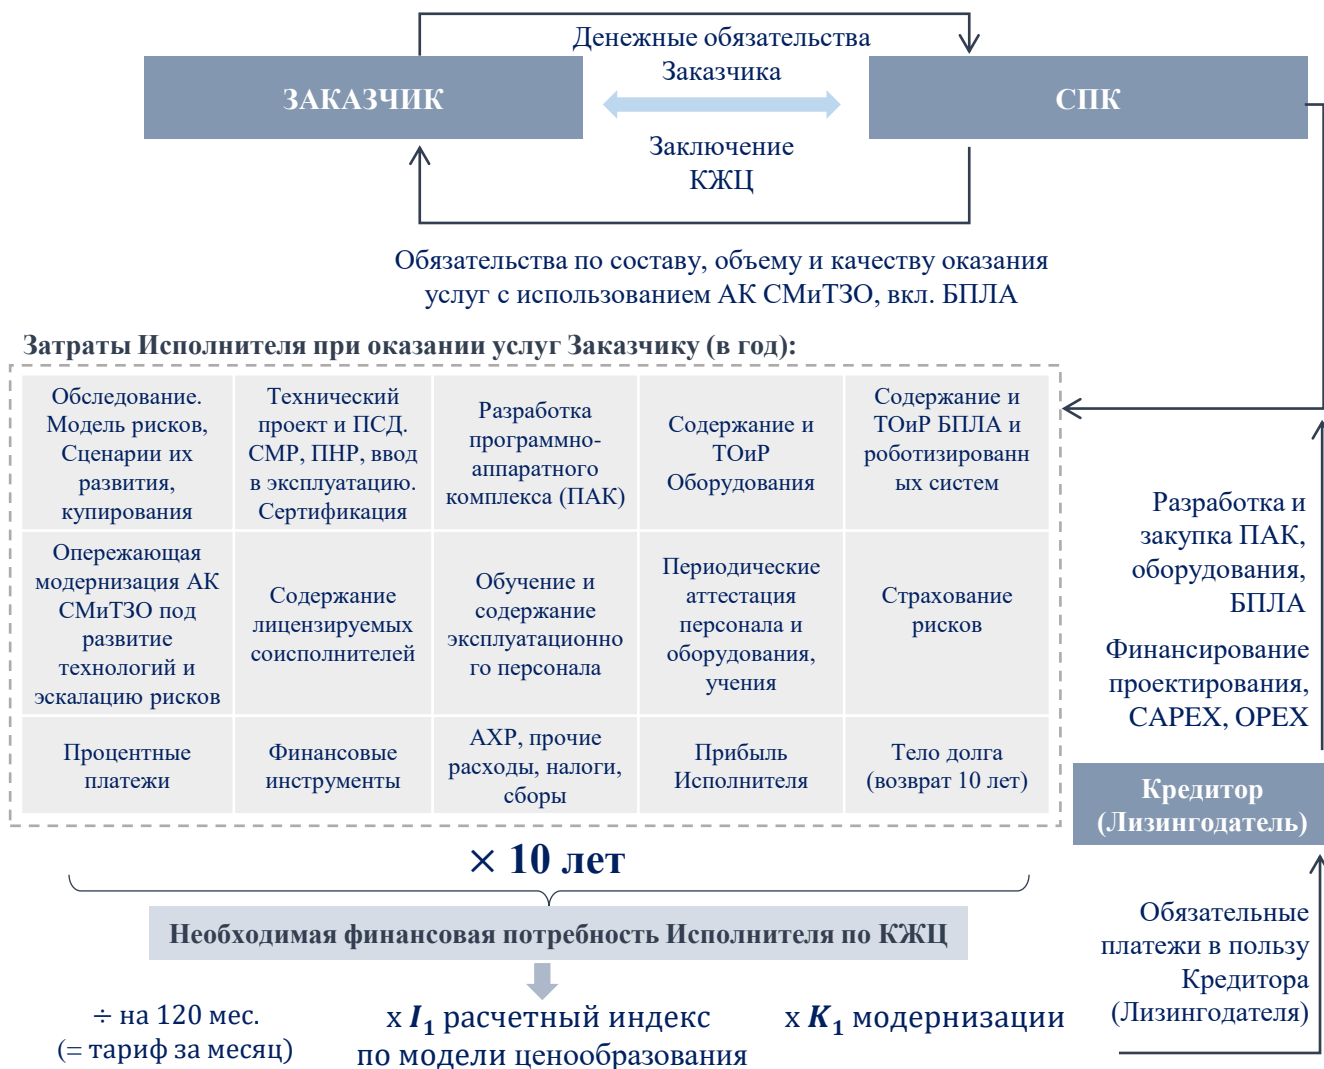 Денежные обязательства
Заказчика
ЗАКАЗЧИК
СПК
Заключение
КЖЦ
Обязательства по составу, объему и качеству оказания
услуг с использованием АК СМиТЗО, вкл. БПЛА
Затраты Исполнителя при оказании услуг Заказчику (в год):
Обследование.
Модель рисков,
Сценарии их
развития,
купирования
Технический
проект и ПСД.
СМР, ПНР, ввод
в эксплуатацию.
Сертификация
Разработка
программно-
аппаратного
комплекса (ПАК)
Содержание и
ТОиР
Оборудования
Содержание и
ТОиР БПЛА и
роботизированн
ых систем
Опережающая
модернизация АК
СМиТЗО под
развитие
технологий и
эскалацию рисков
Содержание
лицензируемых
соисполнителей
Обучение и
содержание
эксплуатационно
го персонала
Периодические
аттестация
персонала и
оборудования,
учения
Страхование
рисков
Процентные
платежи
Финансовые
инструменты
АХР, прочие
расходы, налоги,
сборы
Прибыль
Исполнителя
Тело долга
(возврат 10 лет)
Разработка и
закупка ПАК,
оборудования,
БПЛА
Финансирование
проектирования,
CAPEX, OPEX
Кредитор
(Лизингодатель)
Обязательные
платежи в пользу
Кредитора
(Лизингодателя)
× 10 лет
Необходимая финансовая потребность Исполнителя по КЖЦ
÷ на 120 мес.
(= тариф за месяц)
x I₁ расчетный индекс
по модели ценообразования
x K₁ модернизации